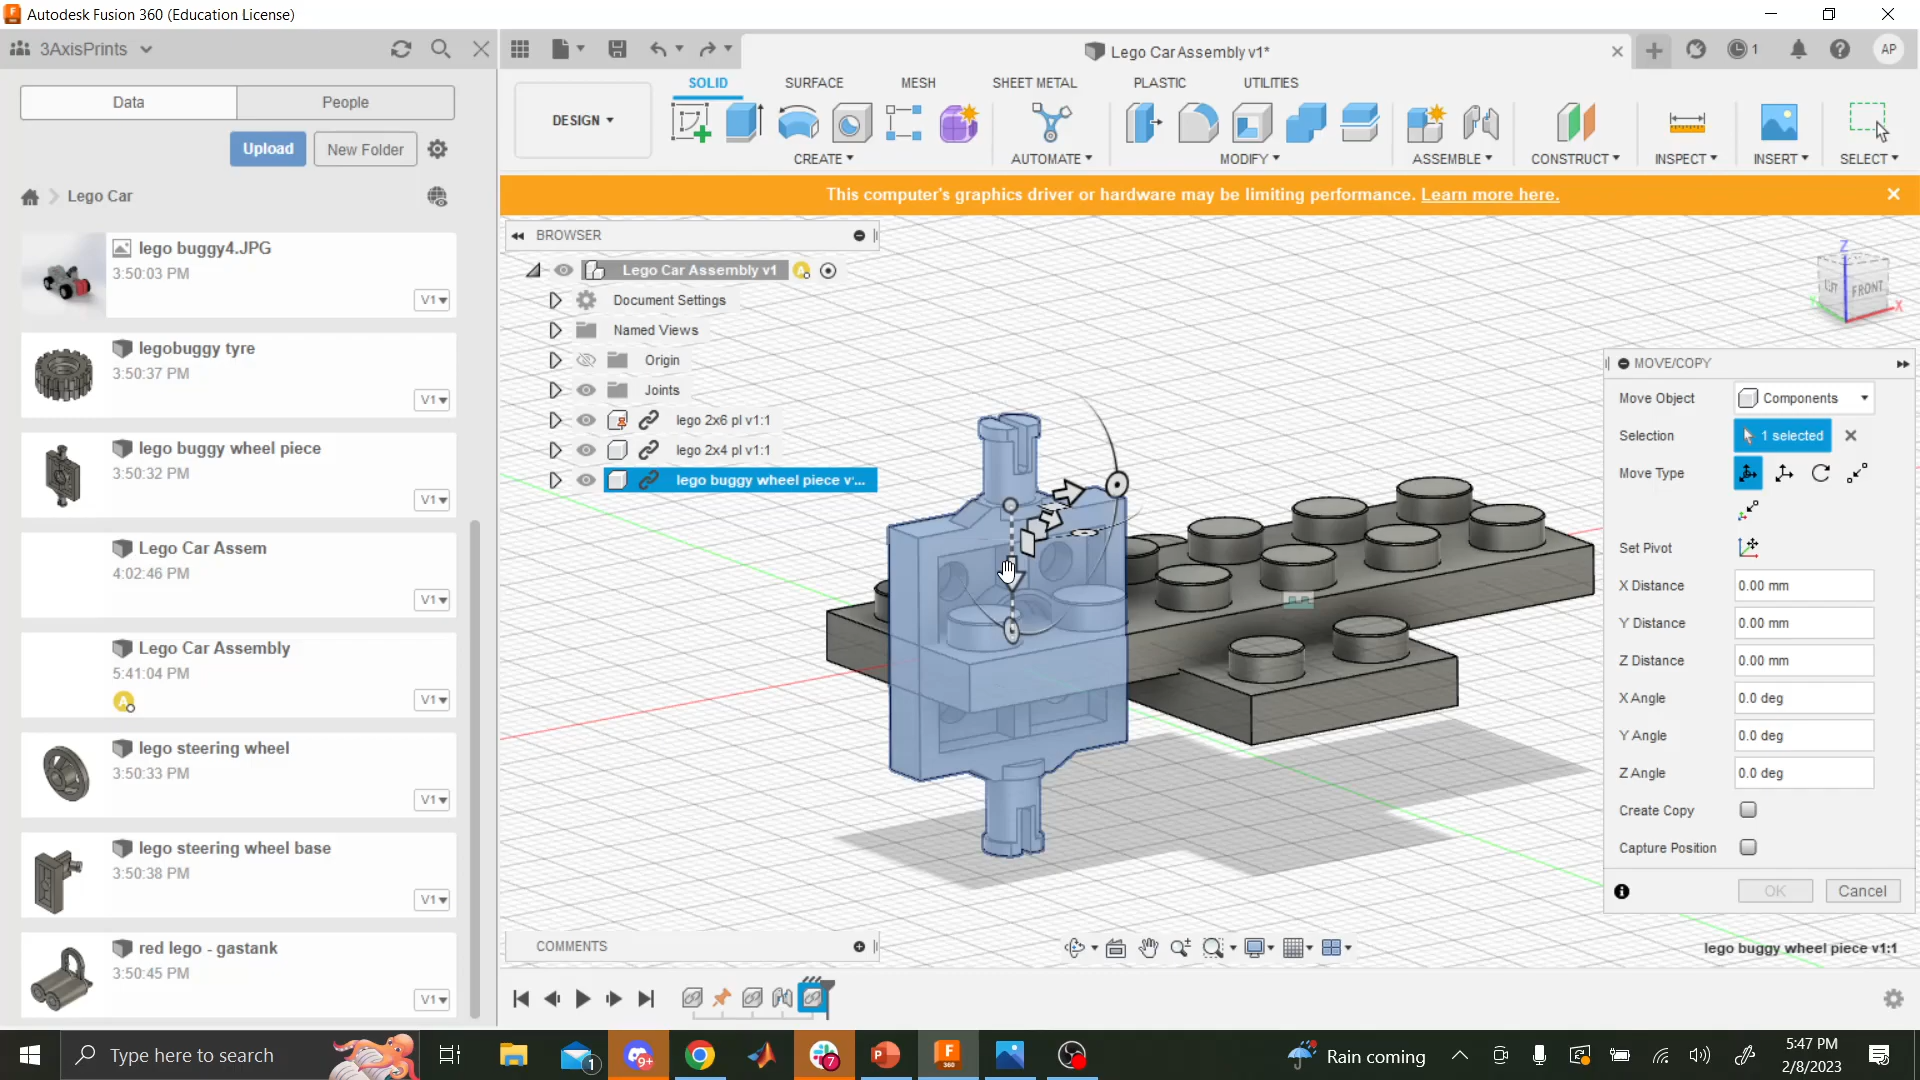 Autodesk Fusion 360 (Education License)
3AxisPrints
Lego Car Assembly v1*
1
AP
Data
People
Upload
New Folder
Lego Car
lego buggy4.JPG
3:50:03 PM
V1
legobuggy tyre
3:50:37 PM
V1
lego buggy wheel piece
3:50:32 PM
V1
Lego Car Assem
4:02:46 PM
V1
Lego Car Assembly
5:41:04 PM
A
V1
lego steering wheel
3:50:33 PM
V1
lego steering wheel base
3:50:38 PM
V1
red lego - gastank
3:50:45 PM
V1
DESIGN
SOLID
SURFACE
MESH
SHEET METAL
PLASTIC
UTILITIES
CREATE
AUTOMATE
MODIFY
ASSEMBLE
CONSTRUCT
INSPECT
INSERT
SELECT
This computer's graphics driver or hardware may be limiting performance. Learn more here.
BROWSER
Lego Car Assembly v1
Document Settings
Named Views
Origin
Joints
lego 2x6 pl v1:1
lego 2x4 pl v1:1
lego buggy wheel piece v'...
Z
FRONT
X
MOVE/COPY
Move Object
Components
Selection
1 selected
Move Type
Set Pivot
X Distance
0.00 mm
Y Distance
0.00 mm
Z Distance
0.00 mm
X Angle
0.0 deg
Y Angle
0.0 deg
Z Angle
0.0 deg
Create Copy
Capture Position
OK
Cancel
COMMENTS
lego buggy wheel piece v1:1
Type here to search
1
9+
7
F
360
Rain coming
5:47 PM
2/8/2023